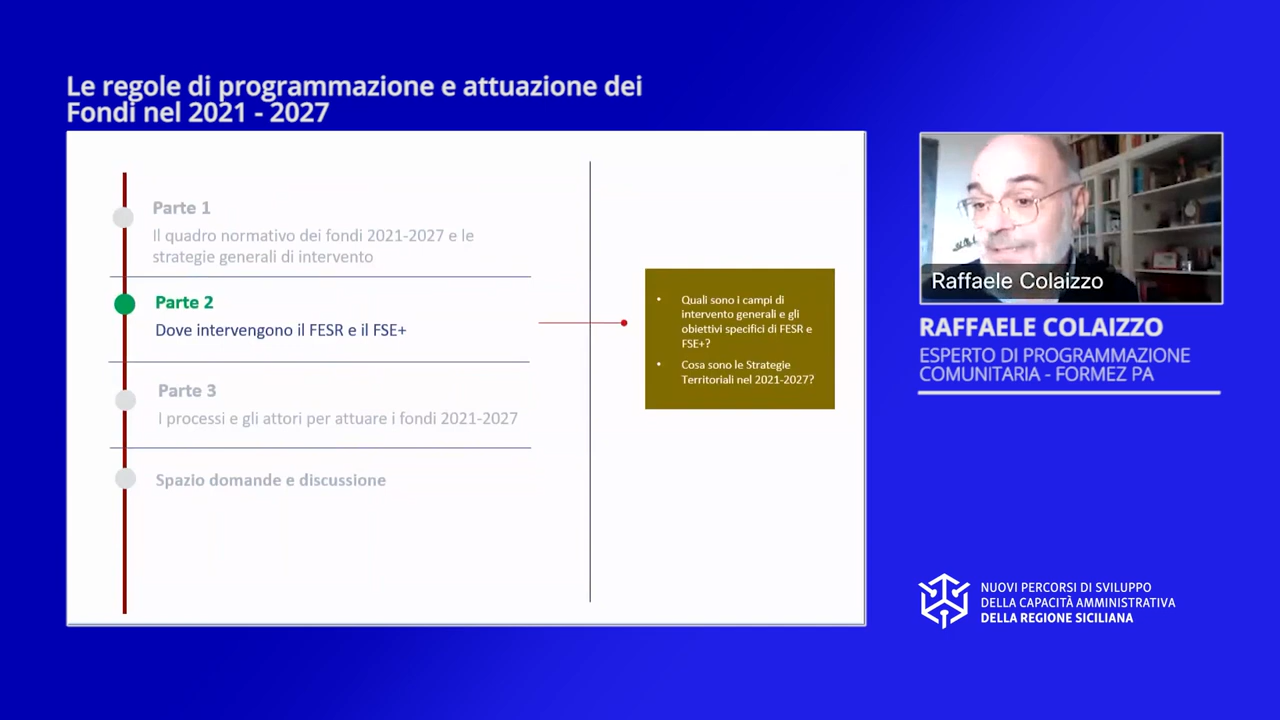 Le regole di programmazione e attuazione dei
Fondi nel 2021 - 2027
Parte 1
Il quadro normativo dei fondi 2021-2027 e le
strategie generali di intervento
Parte 2
Dove intervengono il FESR e il FSE+
Parte 3
I processi e gli attori per attuare i fondi 2021-2027
Spazio domande e discussione
• Quali sono i campi di
intervento generali e gli
obiettivi specifici di FESR e
FSE+?
• Cosa sono le Strategie
Territoriali nel 2021-2027?
Raffaele Colaizzo
RAFFAELE COLAIZZO
ESPERTO DI PROGRAMMAZIONE
COMUNITARIA - FORMEZ PA
NUOVI PERCORSI DI SVILUPPO
DELLA CAPACITÀ AMMINISTRATIVA
DELLA REGIONE SICILIANA